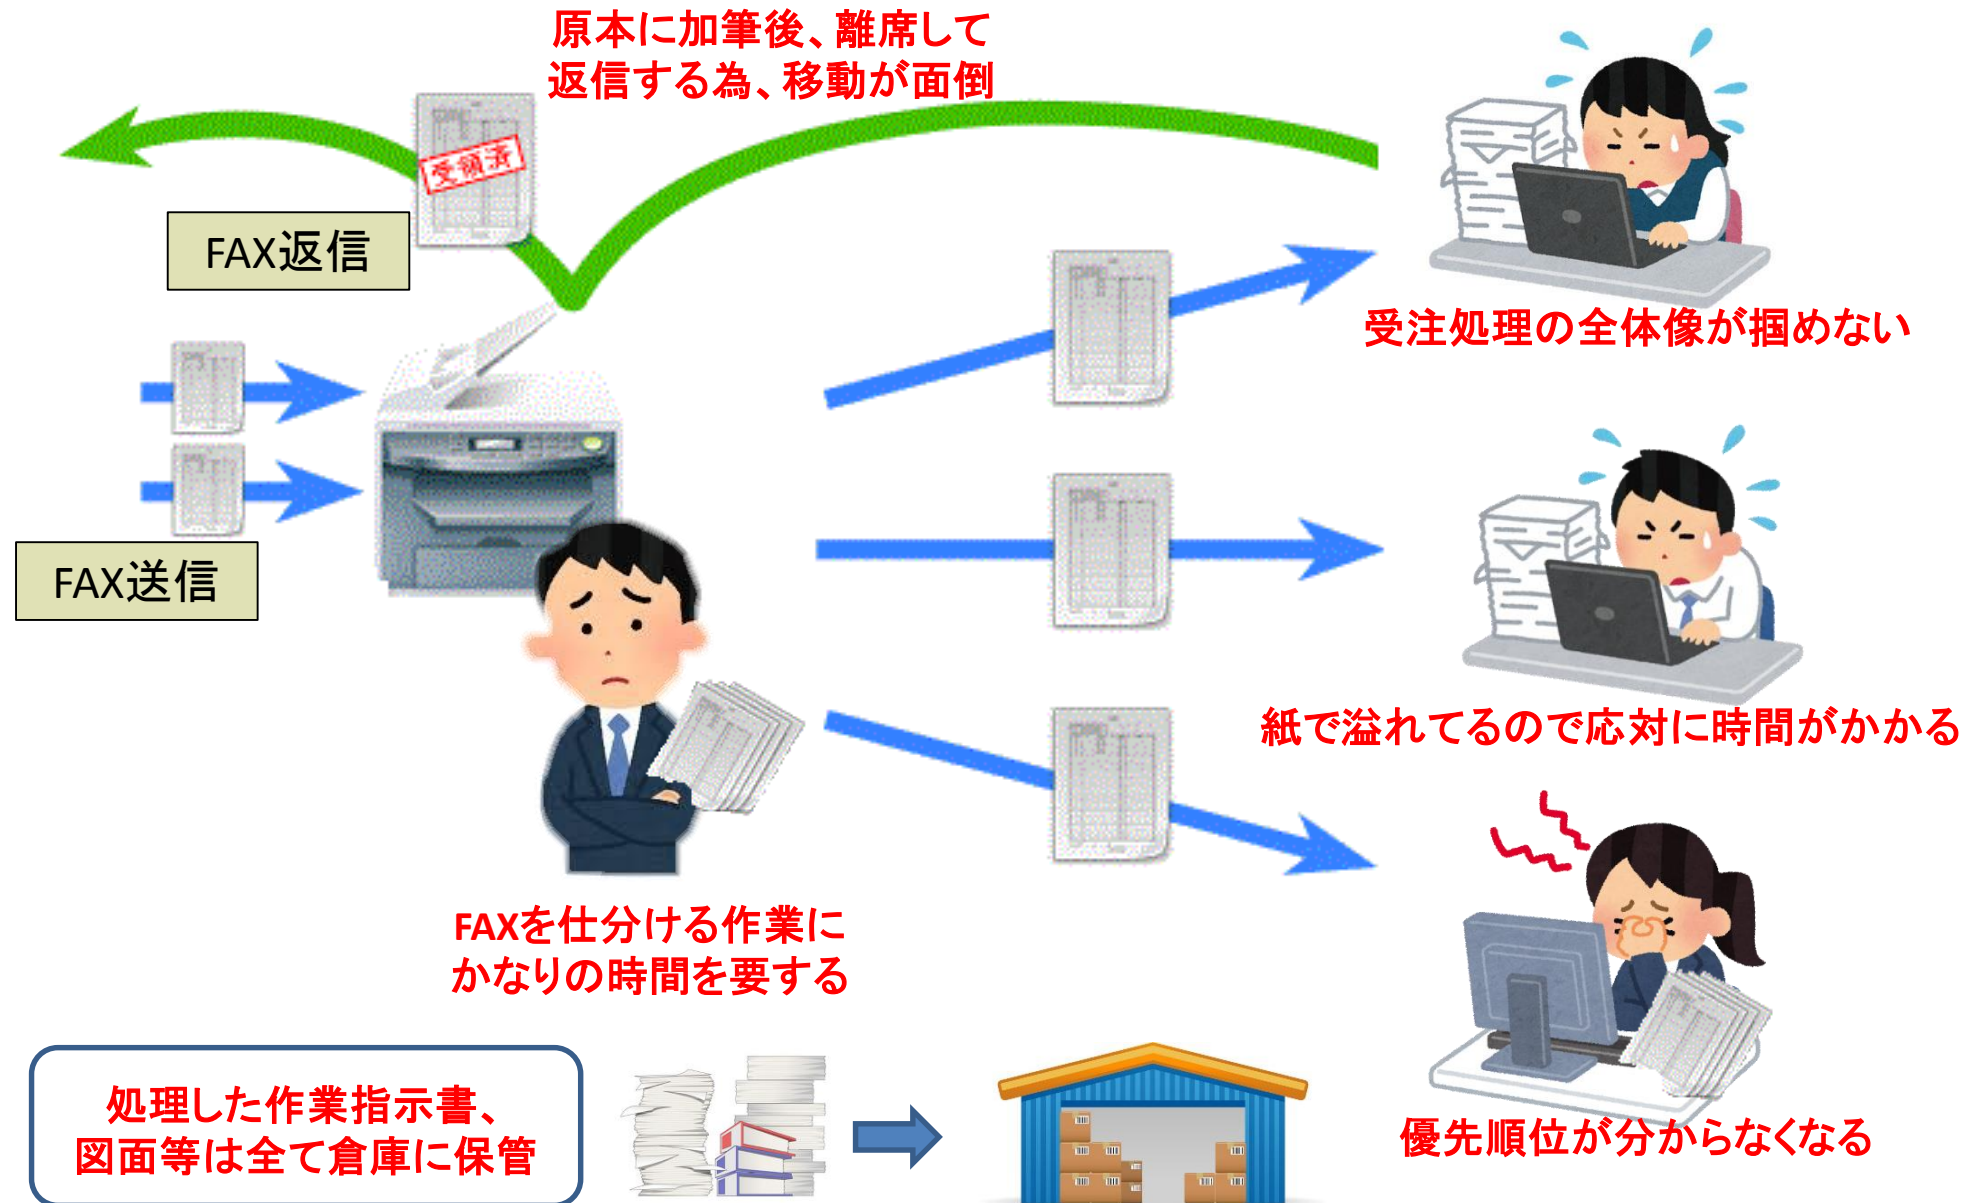 原本に加筆後、離席して
返信する為、移動が面倒
受領済
FAX返信
受注処理の全体像が掴めない
FAX送信
紙で溢れてるので応対に時間がかかる
FAXを仕分ける作業に
かなりの時間を要する
処理した作業指示書、
図面等は全て倉庫に保管
優先順位が分からなくなる